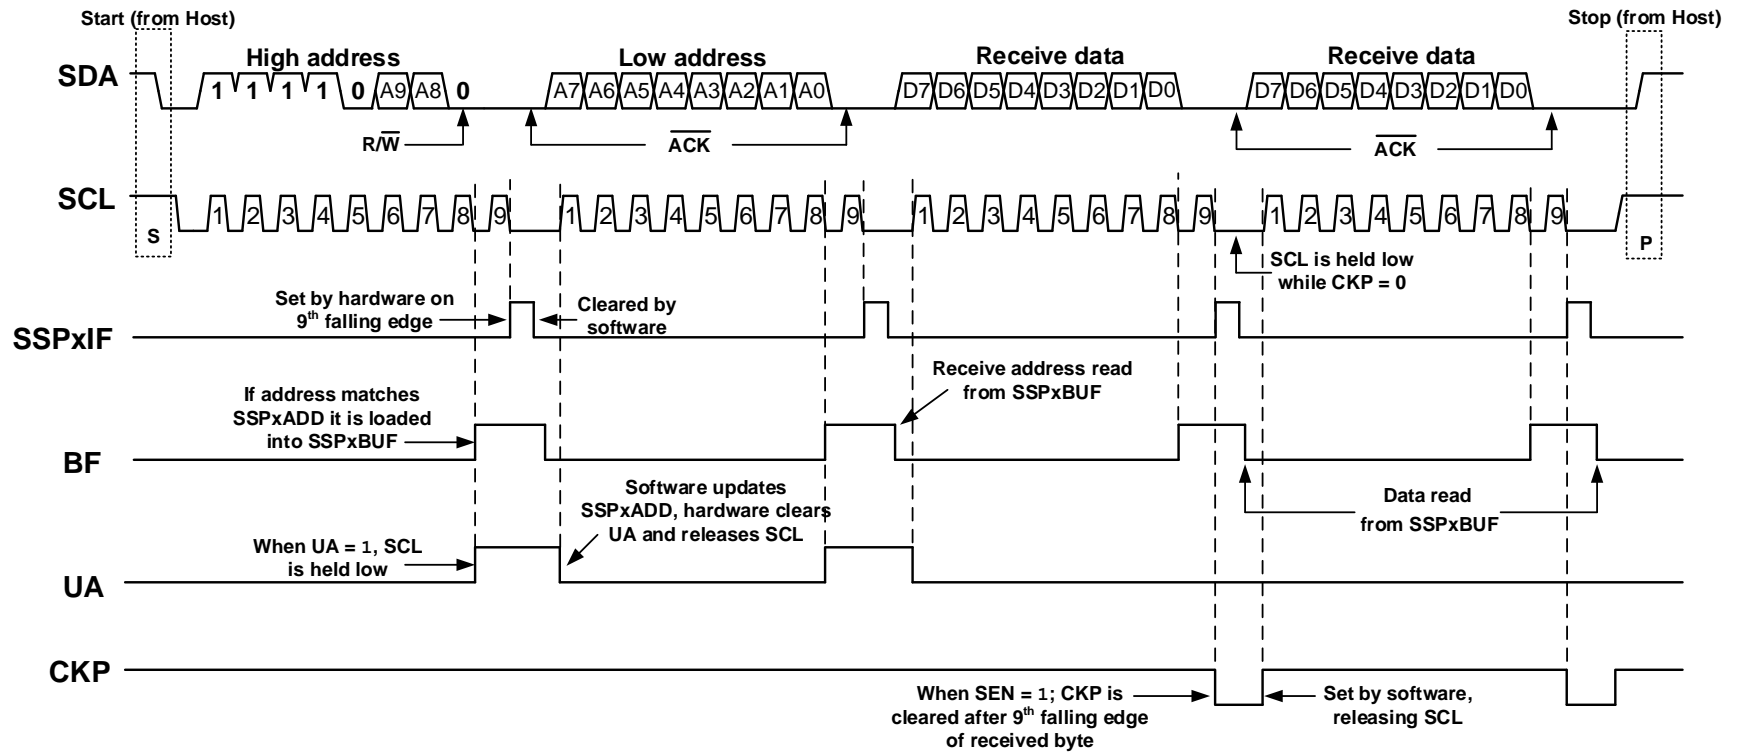 Start (from Host)
Stop (from Host)
High address
Low address
Receive data
Receive data
SDA
1 1 1 1 0 A9 A8 0
A7 A6 A5 A4 A3 A2 A1 A0
D7 D6 D5 D4 D3 D2 D1 D0
D7 D6 D5 D4 D3 D2 D1 D0
R/W̅
A̅C̅K̅
A̅C̅K̅
SCL
1 2 3 4 5 6 7 8 9
1 2 3 4 5 6 7 8 9
1 2 3 4 5 6 7 8 9
1 2 3 4 5 6 7 8 9
S
P
SCL is held low
while CKP = 0
SSPxIF
Set by hardware on
9th falling edge
Cleared by
software
Receive address read
from SSPxBUF
BF
If address matches
SSPxADD it is loaded
into SSPxBUF
Data read
from SSPxBUF
Software updates
SSPxADD, hardware clears
UA and releases SCL
UA
When UA = 1, SCL
is held low
CKP
When SEN = 1; CKP is
cleared after 9th falling edge
of received byte
Set by software,
releasing SCL